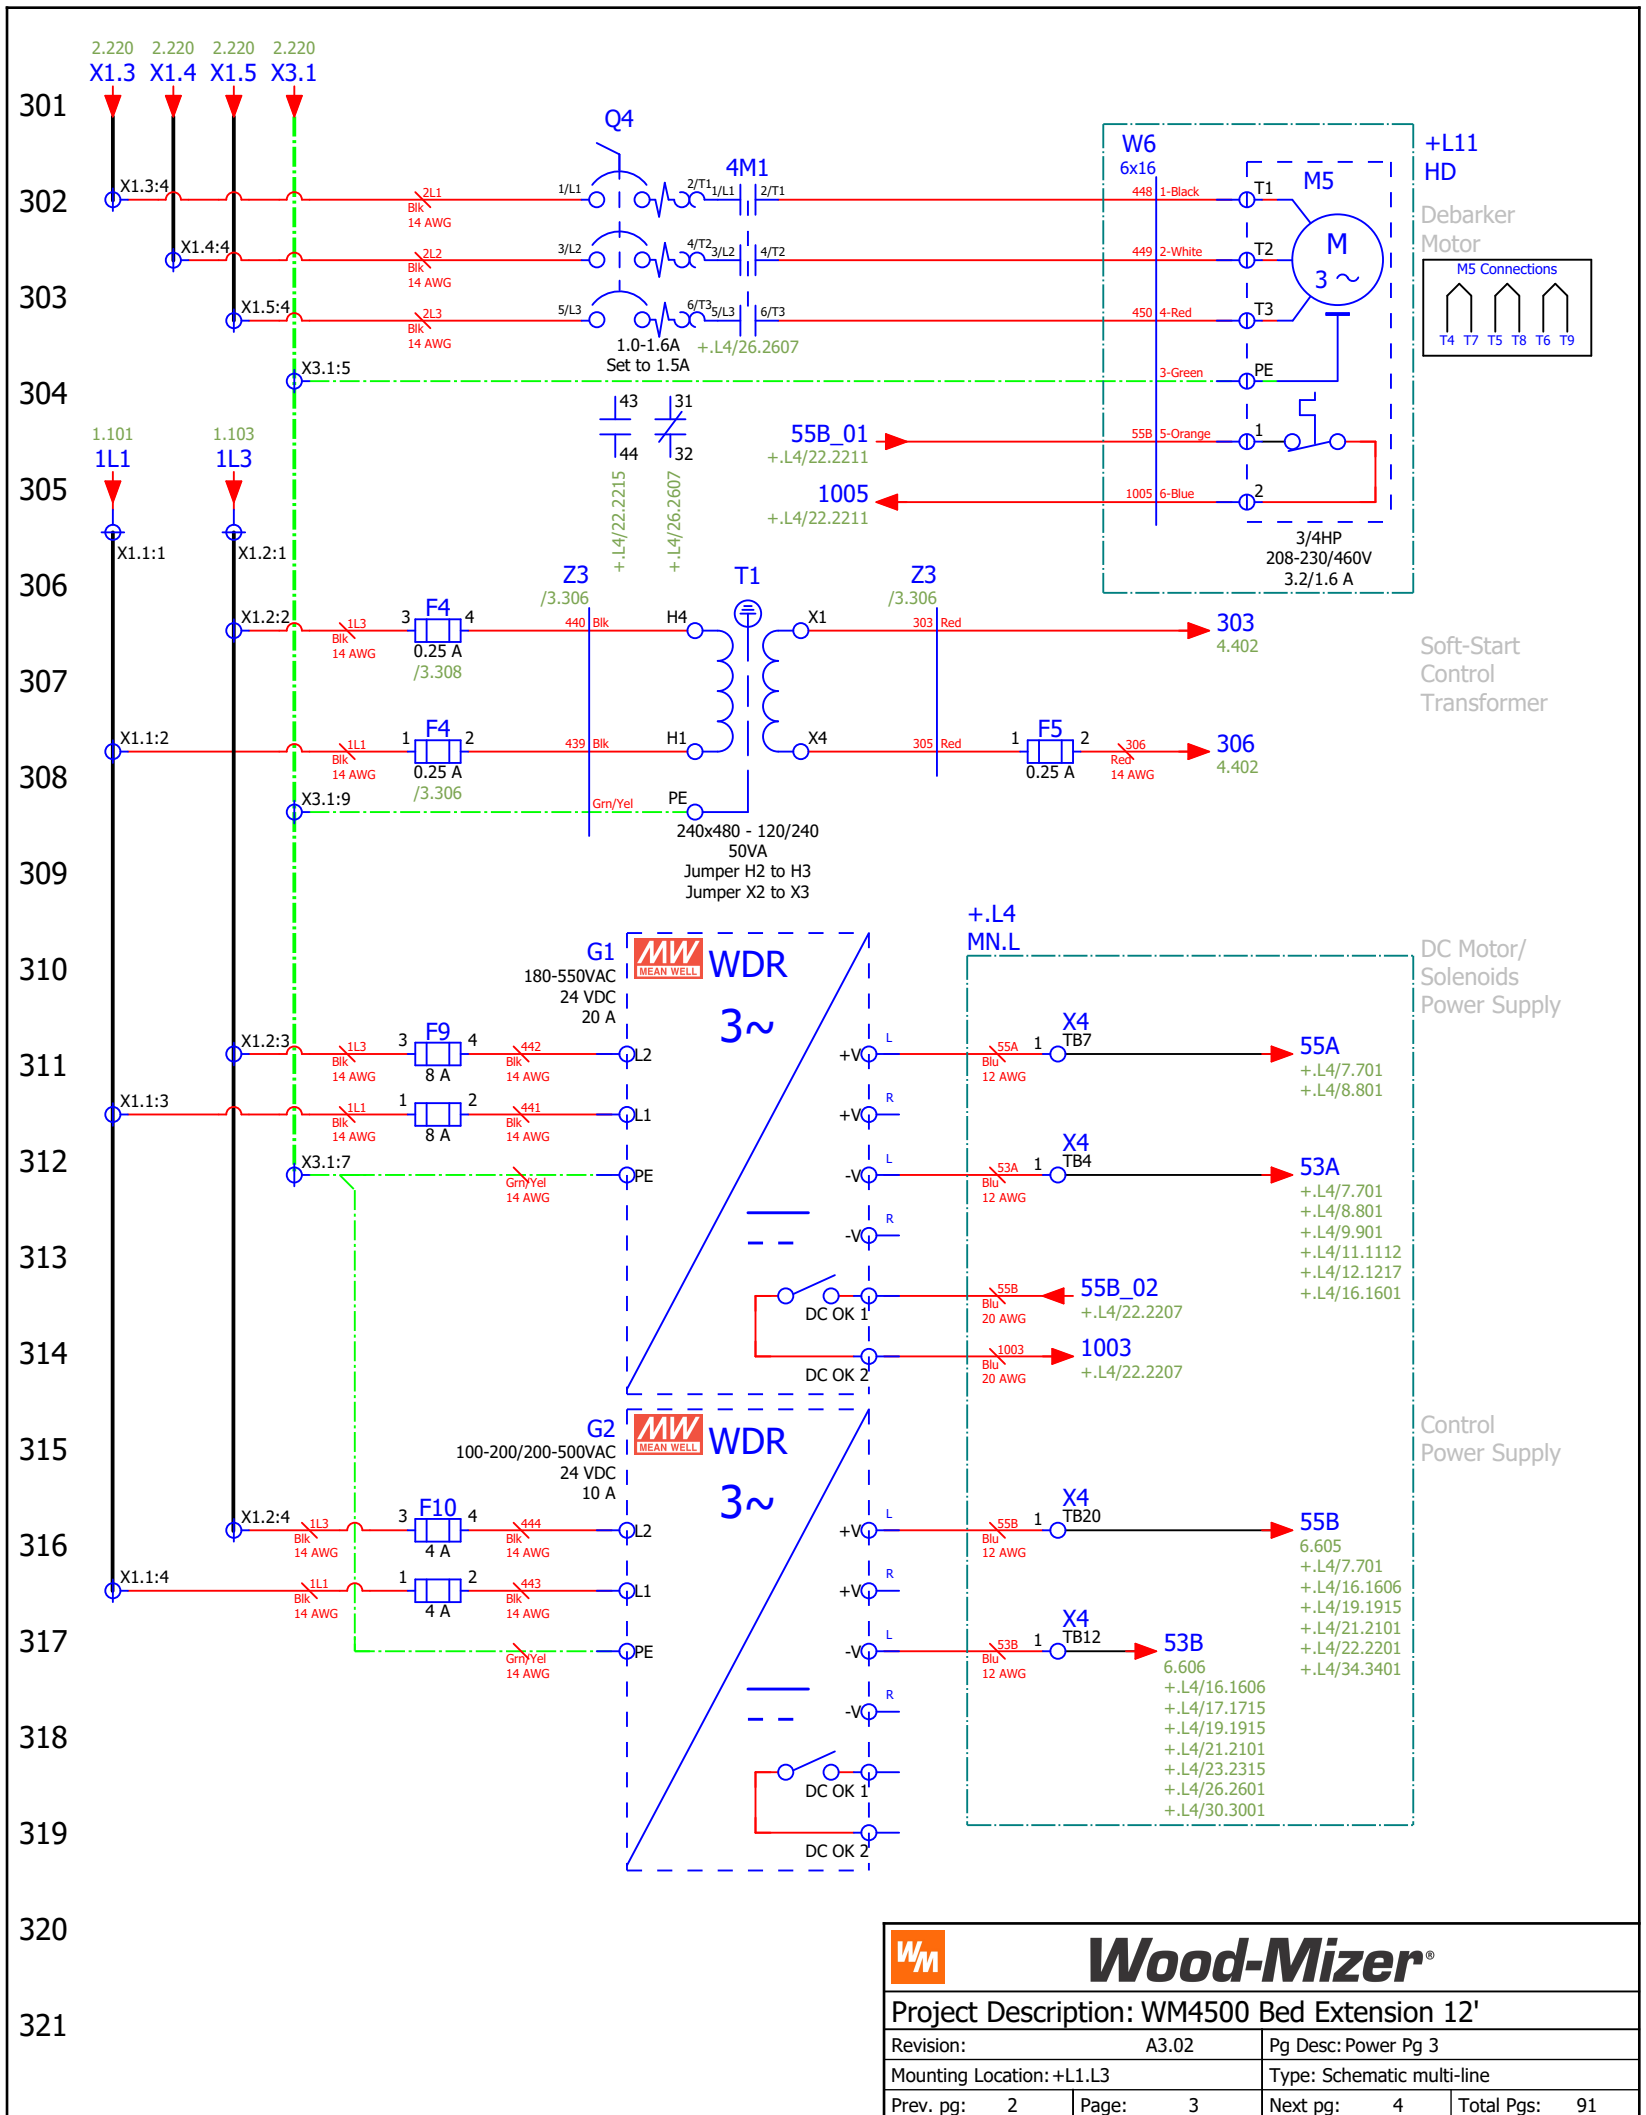 2.220 2.220 2.220 2.220
X1.3 X1.4 X1.5 X3.1
301
Q4
4M1
W6
6x16
+L11
HD
302
X1.3:4
2L1
Blk
14 AWG
1/L1
2/T1
1/L1
2/T1
448
1-Black
T1
M5
Debarker
Motor
X1.4:4
2L2
Blk
14 AWG
3/L2
4/T2
3/L2
4/T2
449
2-White
T2
M
3 ~
M5 Connections
T4 T7 T5 T8 T6 T9
303
X1.5:4
2L3
Blk
14 AWG
5/L3
6/T3
5/L3
6/T3
450
4-Red
T3
1.0-1.6A
Set to 1.5A
+.L4/26.2607
304
X3.1:5
3-Green
PE
43
44
31
32
+.L4/22.2215
+.L4/26.2607
1.101
1L1
1.103
1L3
55B_01
+.L4/22.2211
55B
5-Orange
1
305
1005
+.L4/22.2211
1005
6-Blue
2
3/4HP
208-230/460V
3.2/1.6 A
X1.1:1
X1.2:1
306
Z3
/3.306
T1
Z3
/3.306
X1.2:2
1L3
Blk
14 AWG
3
F4
4
0.25 A
/3.308
440
Blk
H4
X1
303
Red
303
4.402
Soft-Start
Control
Transformer
307
X1.1:2
1L1
Blk
14 AWG
1
F4
2
0.25 A
/3.306
439
Blk
H1
X4
305
Red
1
F5
2
0.25 A
306
Red
14 AWG
306
4.402
308
X3.1:9
Grn/Yel
PE
240x480 - 120/240
50VA
Jumper H2 to H3
Jumper X2 to X3
309
+.L4
MN.L
310
G1
180-550VAC
24 VDC
20 A
MW
MEAN WELL
WDR
3~
DC Motor/
Solenoids
Power Supply
311
X1.2:3
1L3
Blk
14 AWG
3
F9
4
8 A
442
Blk
14 AWG
L2
+V
L
55A
Blu
12 AWG
1
X4
TB7
55A
+.L4/7.701
+.L4/8.801
X1.1:3
1L1
Blk
14 AWG
1
2
8 A
441
Blk
14 AWG
L1
+V
R
312
X3.1:7
Grn/Yel
14 AWG
PE
-V
L
53A
Blu
12 AWG
1
X4
TB4
53A
+.L4/7.701
+.L4/8.801
+.L4/9.901
+.L4/11.1112
+.L4/12.1217
+.L4/16.1601
313
-V
R
DC OK 1
55B
Blu
20 AWG
55B_02
+.L4/22.2207
314
DC OK 2
1003
Blu
20 AWG
1003
+.L4/22.2207
315
G2
100-200/200-500VAC
24 VDC
10 A
MW
MEAN WELL
WDR
3~
Control
Power Supply
316
X1.2:4
1L3
Blk
14 AWG
3
F10
4
4 A
444
Blk
14 AWG
L2
+V
L
55B
Blu
12 AWG
1
X4
TB20
55B
6.605
+.L4/7.701
+.L4/16.1606
+.L4/19.1915
+.L4/21.2101
+.L4/22.2201
+.L4/34.3401
X1.1:4
1L1
Blk
14 AWG
1
2
4 A
443
Blk
14 AWG
L1
+V
R
317
Grn/Yel
14 AWG
PE
-V
L
53B
Blu
12 AWG
1
X4
TB12
53B
6.606
+.L4/16.1606
+.L4/17.1715
+.L4/19.1915
+.L4/21.2101
+.L4/23.2315
+.L4/26.2601
+.L4/30.3001
318
-V
R
DC OK 1
319
DC OK 2
320
321
WM
Wood-Mizer®
Project Description: WM4500 Bed Extension 12'
Revision: A3.02
Pg Desc: Power Pg 3
Mounting Location: +L1.L3
Type: Schematic multi-line
Prev. pg: 2
Page: 3
Next pg: 4
Total Pgs: 91